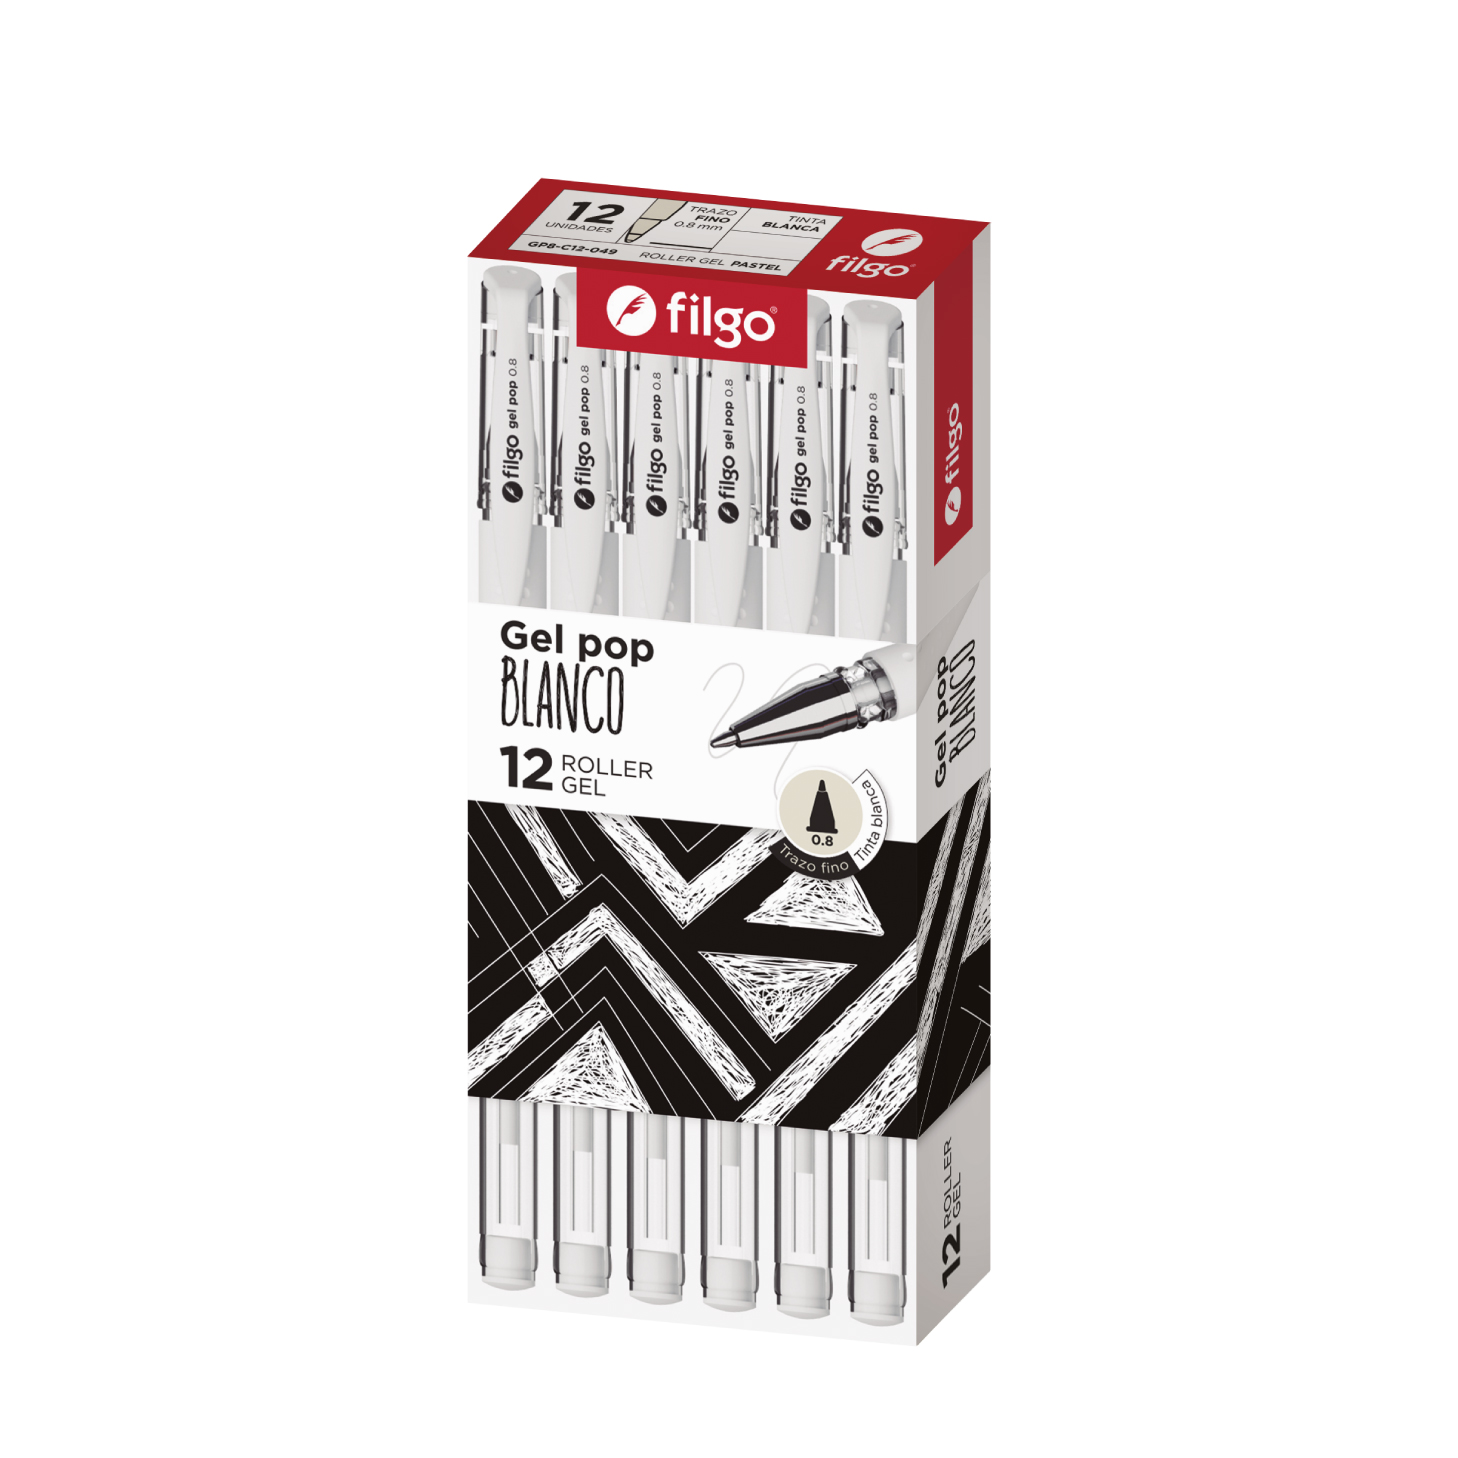 12
UNIDADES
TRAZO
FINO
0.8 mm
TINTA
BLANCA
GP8-C12-049
ROLLER GEL PASTEL
filgo®
filgo®
filgo gel pop 0.8
filgo gel pop 0.8
filgo gel pop 0.8
filgo gel pop 0.8
filgo gel pop 0.8
filgo gel pop 0.8
filgo®
Gel pop
BLANCO
12 ROLLER
GEL
0.8
Trazo fino
Tinta blanca
Gel pop
BLANCO
12 ROLLER
GEL